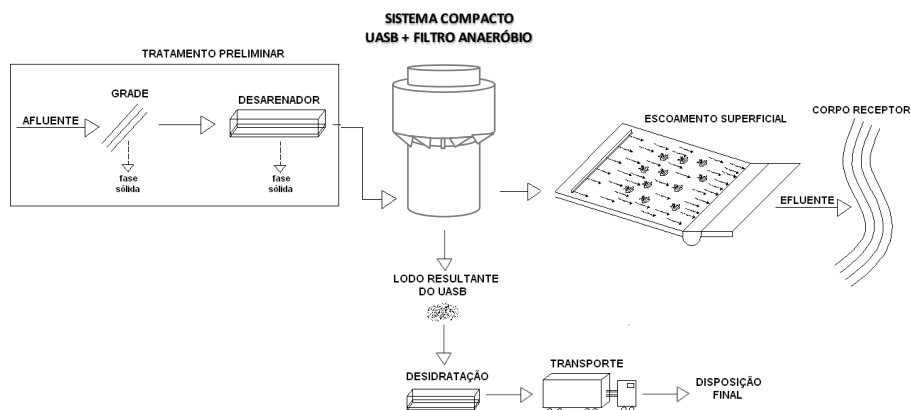 SISTEMA COMPACTO
UASB + FILTRO ANAERÓBIO
TRATAMENTO PRELIMINAR
GRADE
DESARENADOR
AFLUENTE
fase
sólida
fase
sólida
ESCOAMENTO SUPERFICIAL
CORPO RECEPTOR
EFLUENTE
LODO RESULTANTE
DO UASB
DESIDRATAÇÃO
TRANSPORTE
DISPOSIÇÃO
FINAL